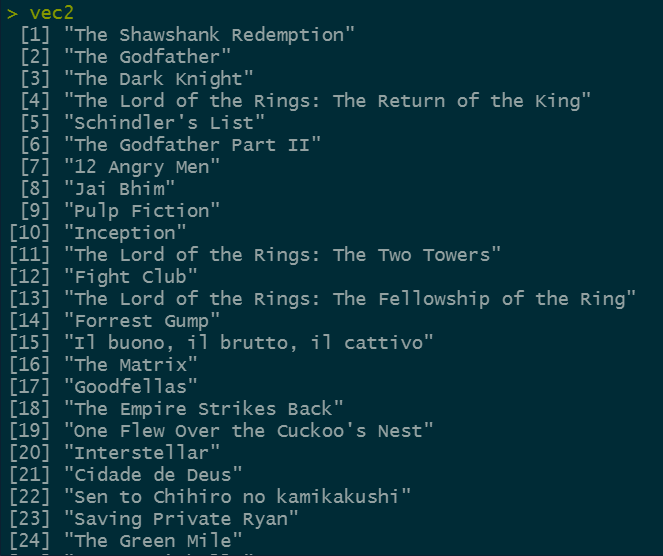 > vec2
[1] "The Shawshank Redemption"
[2] "The Godfather"
[3] "The Dark Knight"
[4] "The Lord of the Rings: The Return of the King"
[5] "Schindler's List"
[6] "The Godfather Part II"
[7] "12 Angry Men"
[8] "Jai Bhim"
[9] "Pulp Fiction"
[10] "Inception"
[11] "The Lord of the Rings: The Two Towers"
[12] "Fight Club"
[13] "The Lord of the Rings: The Fellowship of the Ring"
[14] "Forrest Gump"
[15] "Il buono, il brutto, il cattivo"
[16] "The Matrix"
[17] "Goodfellas"
[18] "The Empire Strikes Back"
[19] "One Flew Over the Cuckoo's Nest"
[20] "Interstellar"
[21] "Cidade de Deus"
[22] "Sen to Chihiro no kamikakushi"
[23] "Saving Private Ryan"
[24] "The Green Mile"